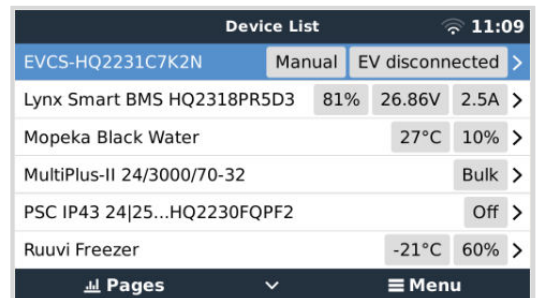 Device List 11:09
EVCS-HQ2231C7K2N Manual EV disconnected
Lynx Smart BMS HQ2318PR5D3 81% 26.86V 2.5A
Mopeka Black Water 27°C 10%
MultiPlus-II 24/3000/70-32 Bulk
PSC IP43 24|25...HQ2230FQPF2 Off
Ruuvi Freezer -21°C 60%
Pages Menu